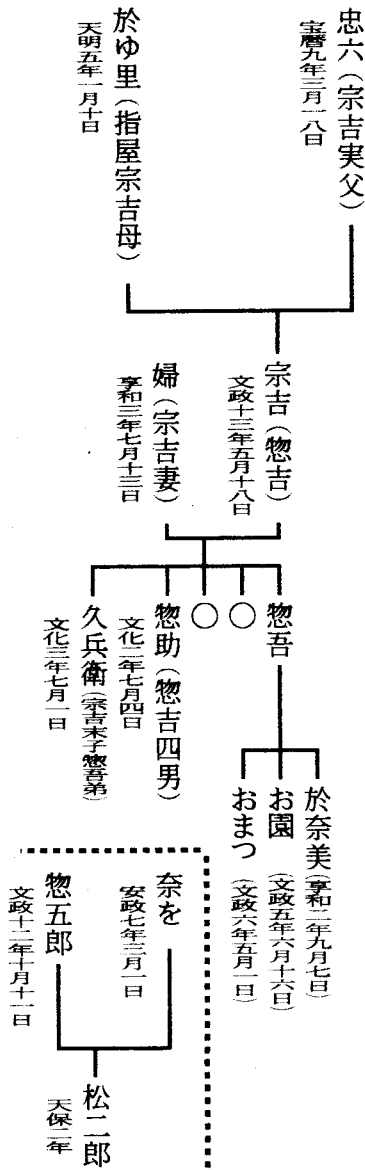 忠六（宗吉実父）
宝暦九年三月一八日
於ゆ里（指屋宗吉母）
天明五年一月十日
宗吉（惣吉）
文政十三年五月十八日
婦（宗吉妻）
享和三年七月十三日
惣吾
〇
〇
惣助（惣吉四男）
文化二年七月四日
久兵衛（宗吉末子惣吾弟）
文化三年七月一日
於奈美（享和二年九月七日）
お園（文政五年六月十六日）
おまつ（文政六年五月一日）
奈を
安政七年三月一日
惣五郎
文政十二年十月十一日
松二郎
天保二年